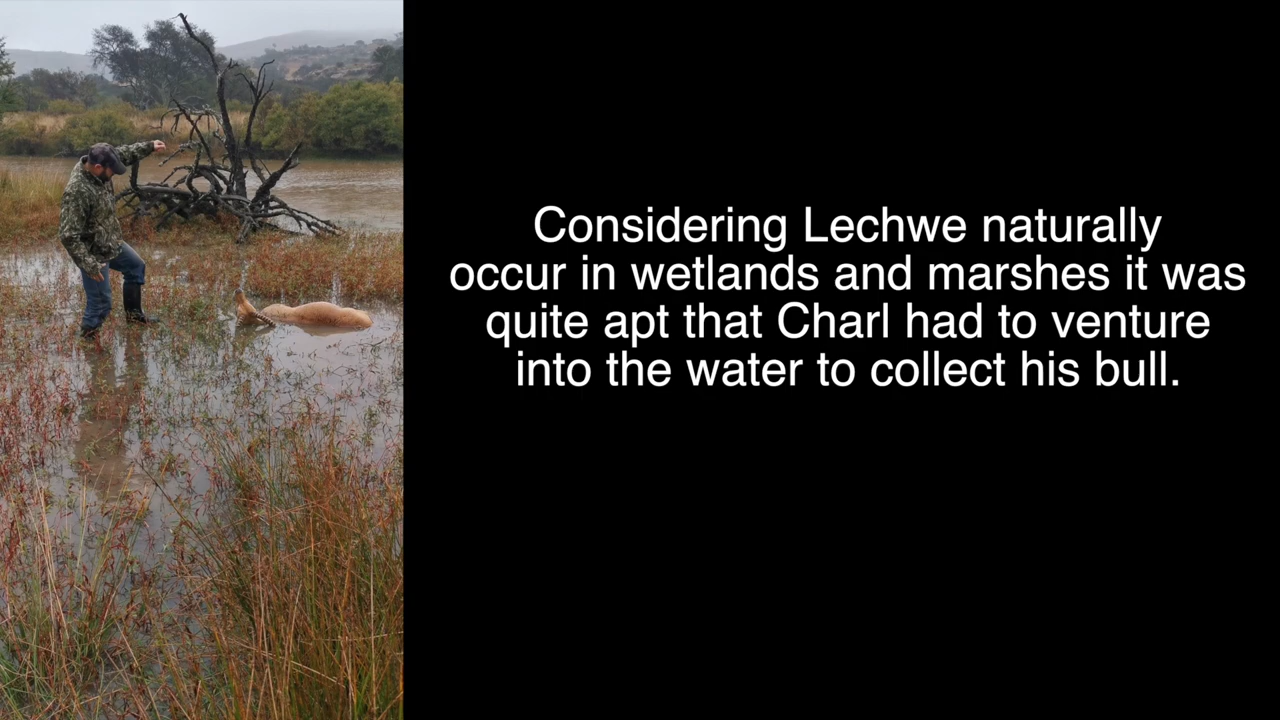 Considering Lechwe naturally
occur in wetlands and marshes it was
quite apt that Charl had to venture
into the water to collect his bull.